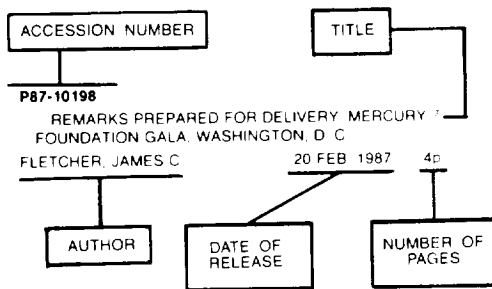 ACCESSION NUMBER
TITLE
P87-10198
REMARKS PREPARED FOR DELIVERY MERCURY 7
FOUNDATION GALA, WASHINGTON, D C
FLETCHER, JAMES C
20 FEB 1987
4p
AUTHOR
DATE OF
RELEASE
NUMBER OF
PAGES